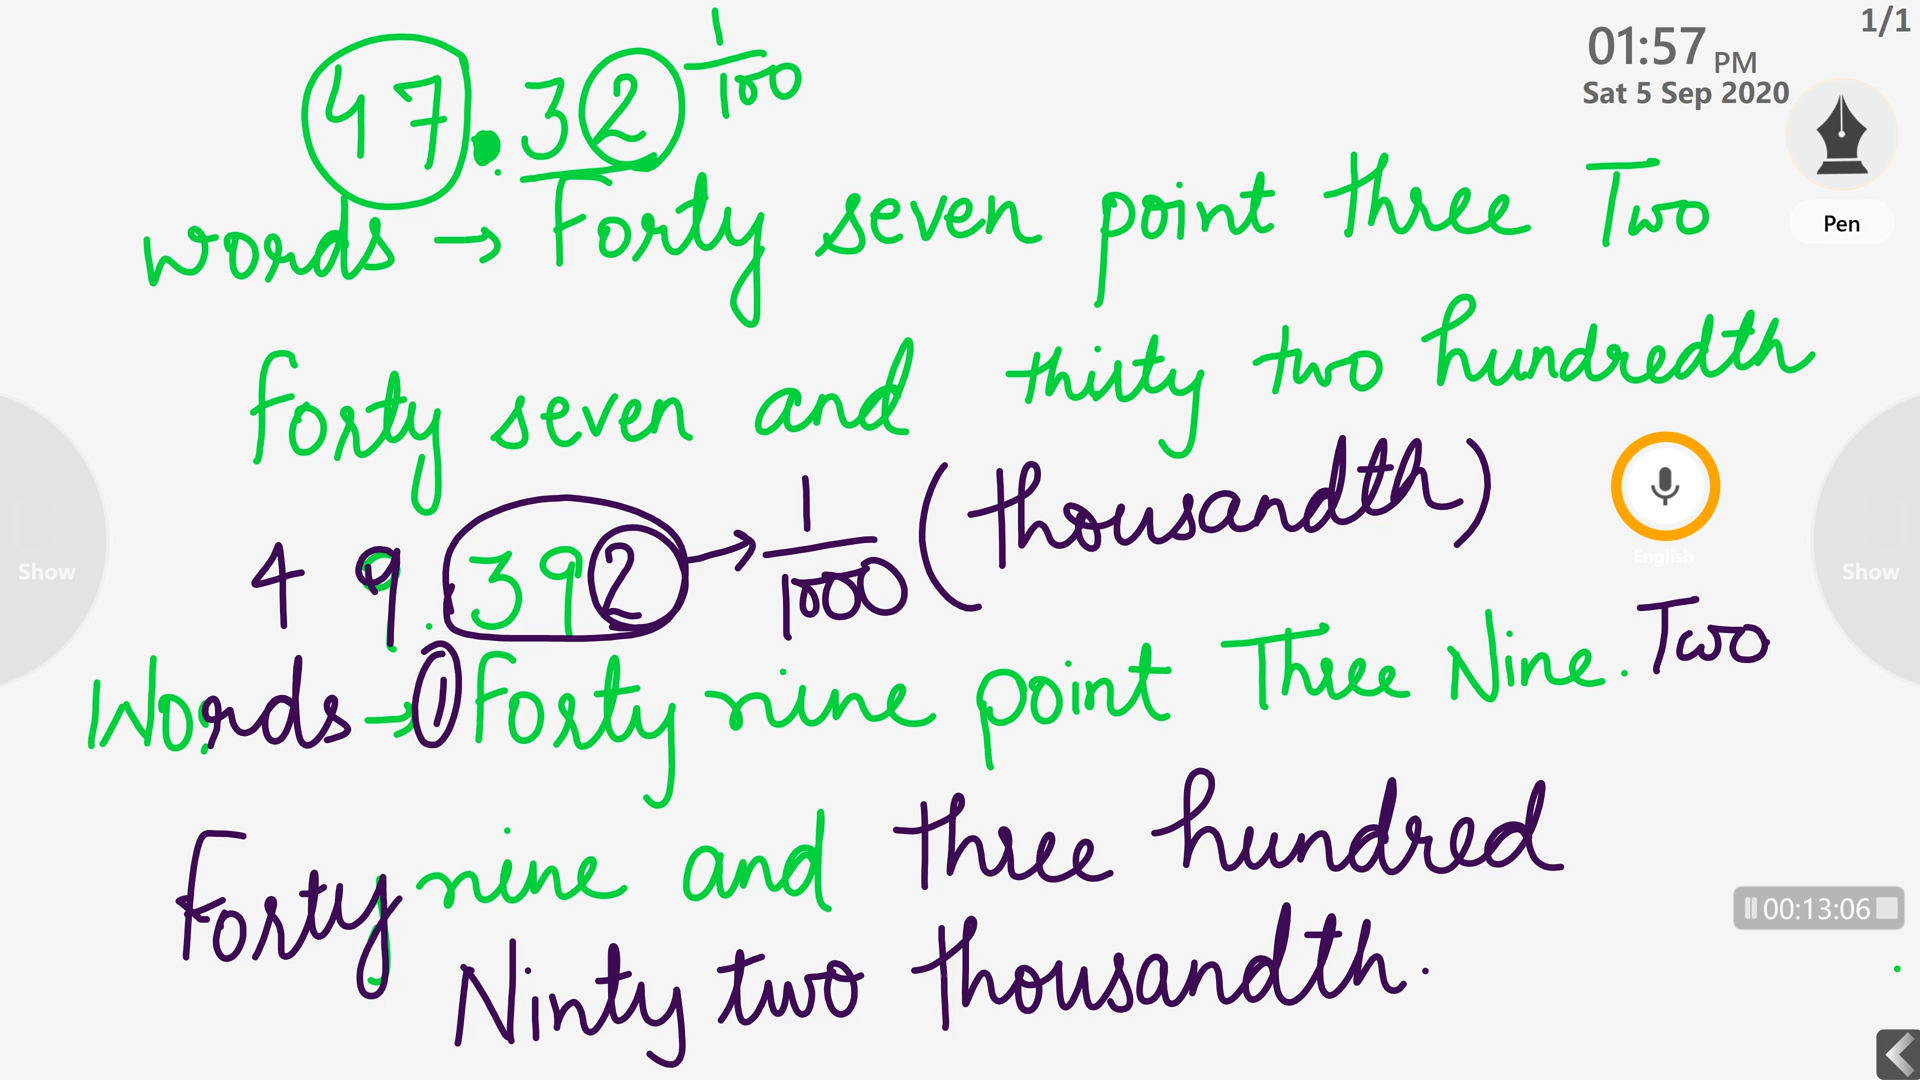 1/1
01:57 PM
Sat 5 Sep 2020
Pen
47.32 1/100
words → Forty seven point three Two
forty seven and thirty two hundredth
49.392 → 1/1000 (thousandth)
Words → ① Forty nine point Three Nine. Two
Forty nine and three hundred
Ninty two thousandth.
Show
English
Show
00:13:06